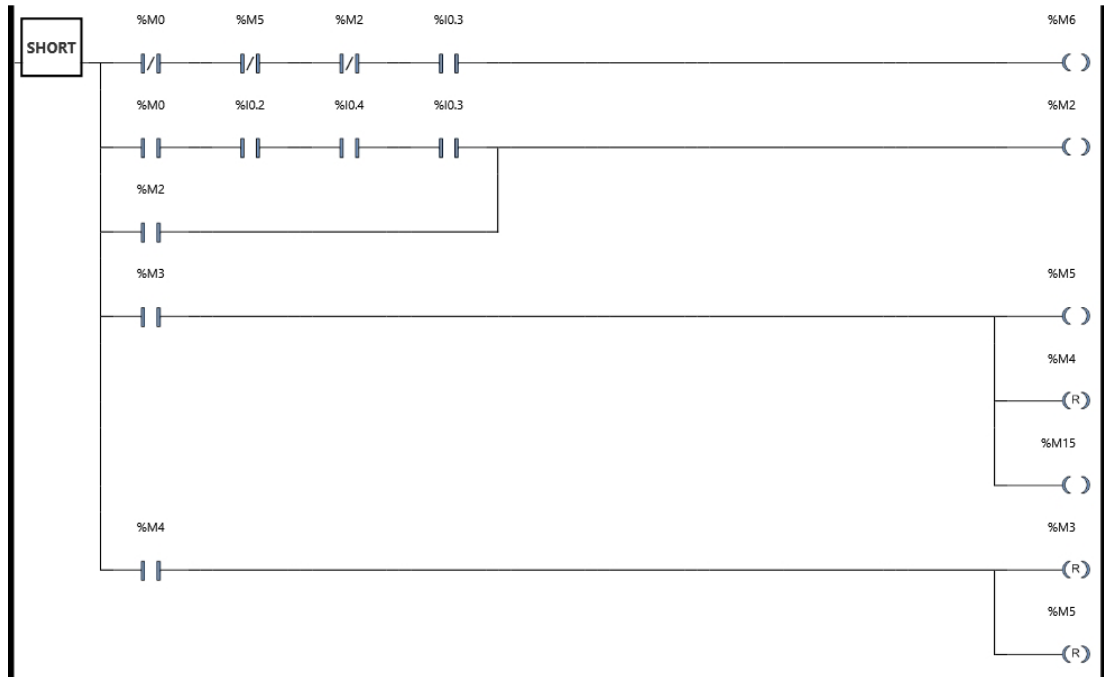 %M0 %M5 %M2 %I0.3 %M6
SHORT
%M0 %I0.2 %I0.4 %I0.3 %M2
%M2
%M3 %M5
%M4
(R)
%M15
%M4 %M3
(R)
%M5
(R)